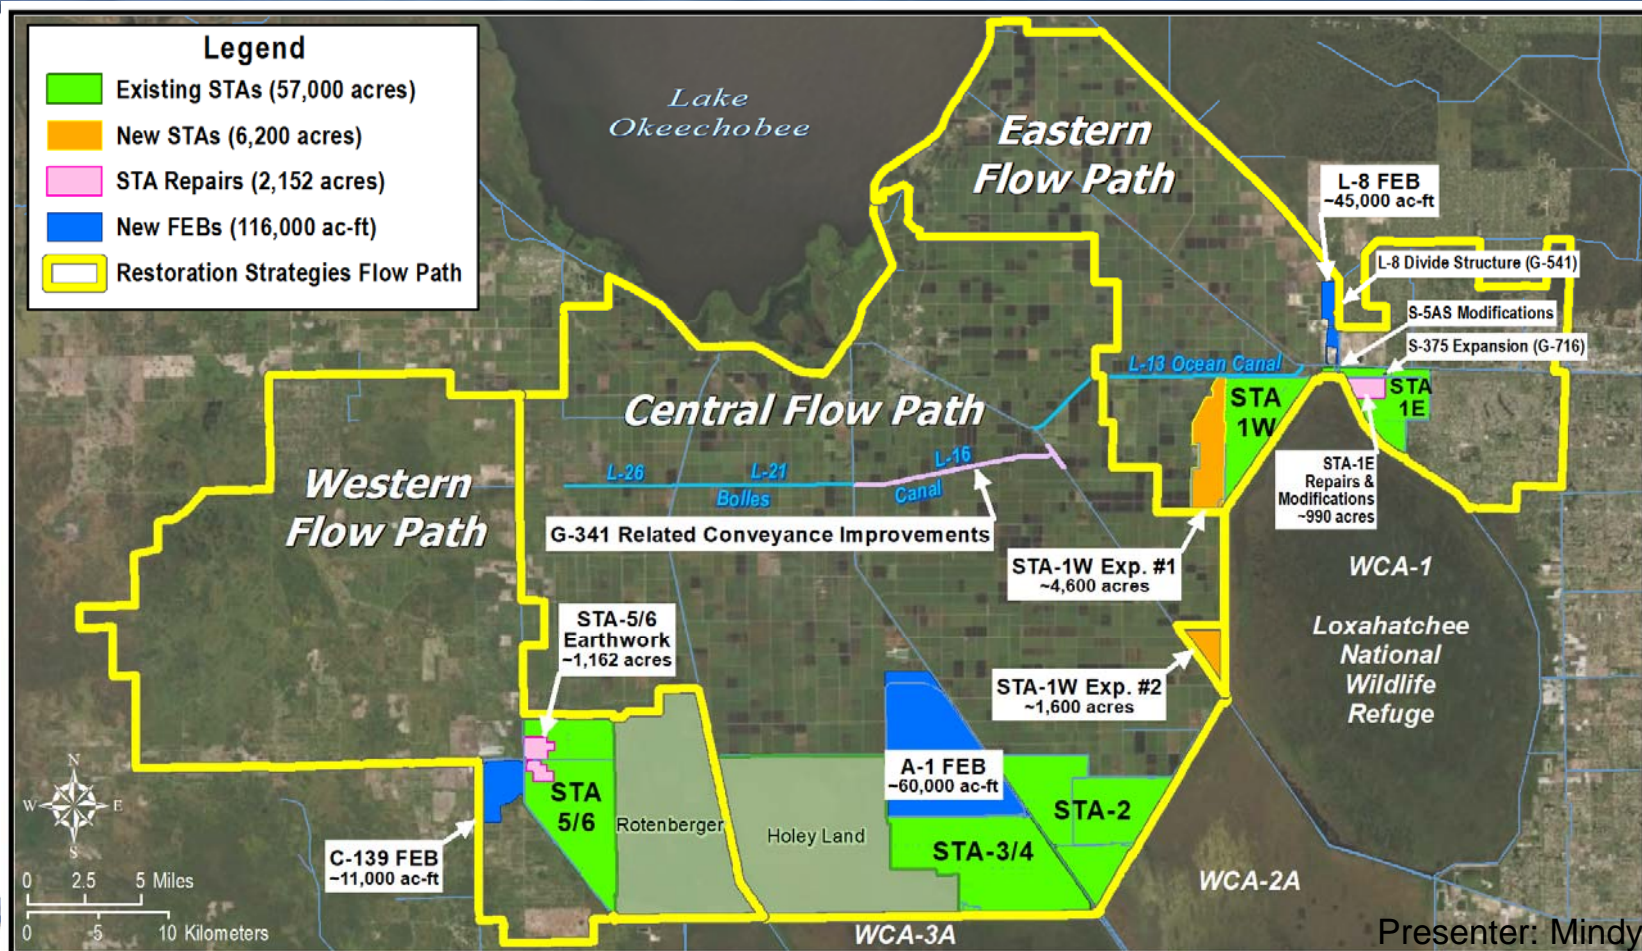 Legend
Existing STAs (57,000 acres)
New STAs (6,200 acres)
STA Repairs (2,152 acres)
New FEBs (116,000 ac-ft)
Restoration Strategies Flow Path
Lake
Okeechobee
Eastern
Flow Path
L-8 FEB
~45,000 ac-ft
L-8 Divide Structure (G-541)
S-5AS Modifications
S-375 Expansion (G-716)
L-13 Ocean Canal
STA
1W
STA
1E
Central Flow Path
Western
Flow Path
L-26
L-21
L-16
Bolles
Canal
G-341 Related Conveyance Improvements
STA-1E
Repairs &
Modifications
~990 acres
STA-1W Exp. #1
~4,600 acres
WCA-1
Loxahatchee
National
Wildlife
Refuge
STA-5/6
Earthwork
~1,162 acres
STA-1W Exp. #2
~1,600 acres
A-1 FEB
~60,000 ac-ft
STA
5/6
Rotenberger
Holey Land
STA-2
STA-3/4
C-139 FEB
~11,000 ac-ft
WCA-2A
WCA-3A
N
W
E
S
0 2.5 5 Miles
0 5 10 Kilometers
Presenter: Mindy